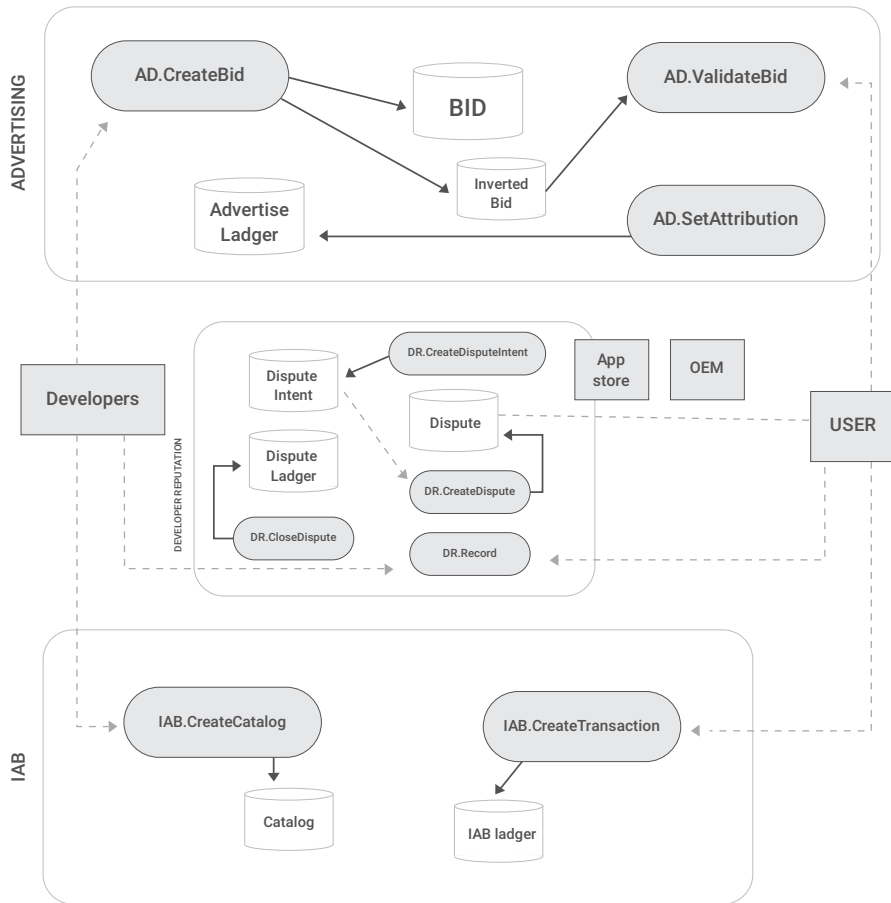 ADVERTISING
AD.CreateBid
BID
AD.ValidateBid
Inverted
Bid
Advertise
Ladger
AD.SetAttribution
Developers
DEVELOPER REPUTATION
DR.CreateDisputeIntent
Dispute
Intent
Dispute
Dispute
Ladger
DR.CreateDispute
DR.CloseDispute
DR.Record
App
store
OEM
USER
IAB
IAB.CreateCatalog
IAB.CreateTransaction
Catalog
IAB ladger